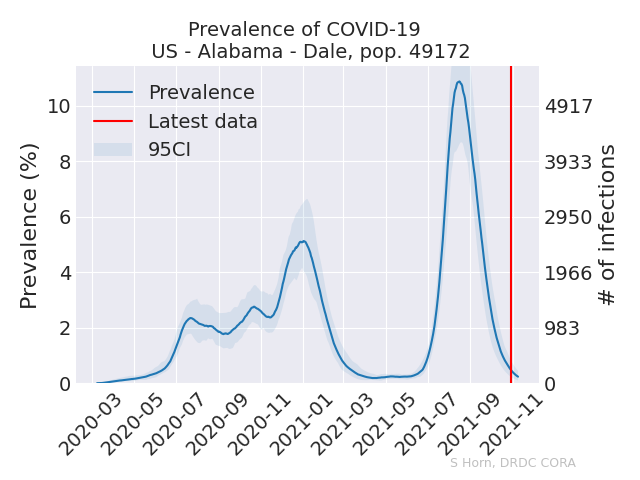 Prevalence of COVID-19
US - Alabama - Dale, pop. 49172
Prevalence
Latest data
95CI
Prevalence (%)
10
8
6
4
2
0
4917
3933
2950
1966
983
0
# of infections
2020-03
2020-05
2020-07
2020-09
2020-11
2021-01
2021-03
2021-05
2021-07
2021-09
2021-11
S Horn, DRDC CORA